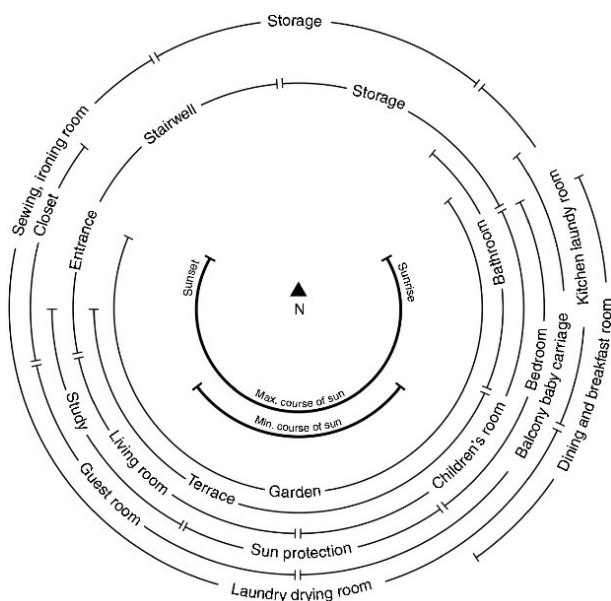 Storage
Storage
Stairwell
Sewing, ironing room
Closet
Entrance
Bathroom
Kitchen laudy room
Sunset
Sunrise
N
Bedroom
Balcony baby carriage
Dining and breakfast room
Max. course of sun
Min. course of sun
Study
Living room
Children's room
Terrace
Garden
Guest room
Sun protection
Laundry drying room